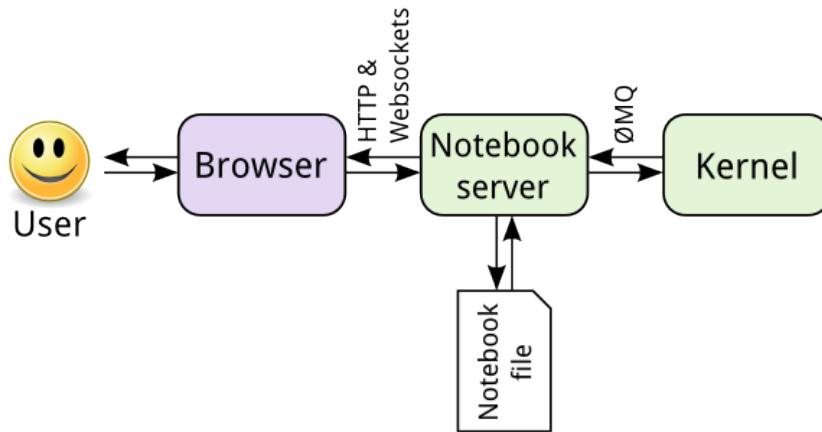 User
Browser
HTTP &
Websockets
Notebook
server
ØMQ
Kernel
Notebook
file